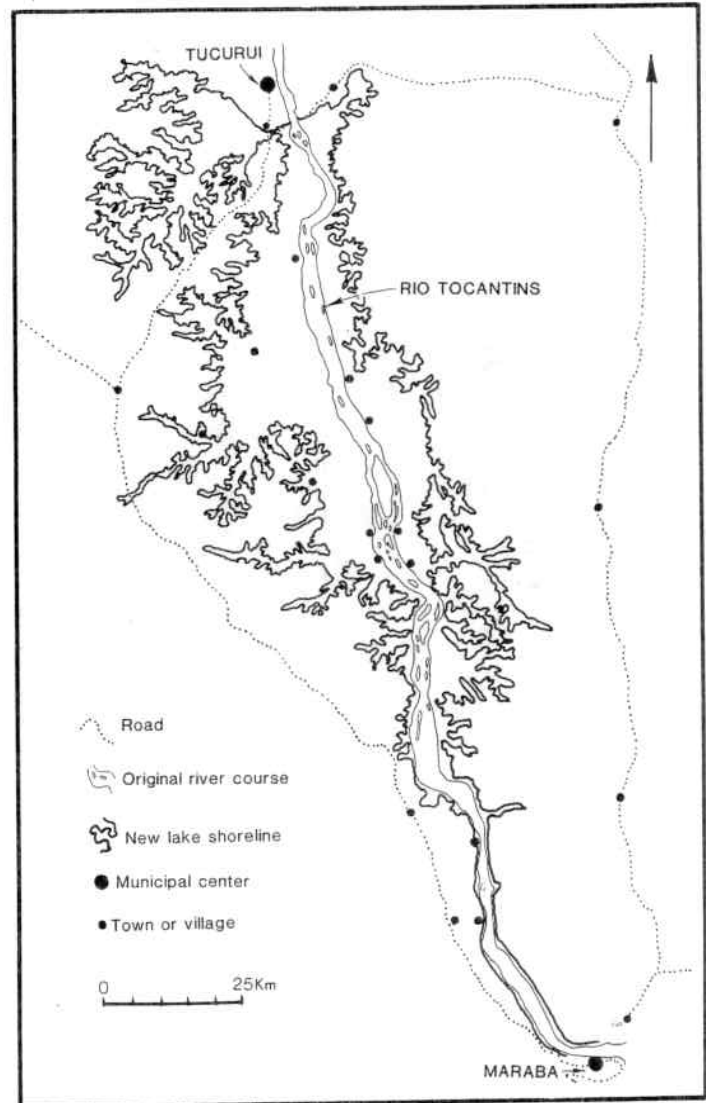 TUCURUI
RIO TOCANTINS
Road
Original river course
New lake shoreline
Municipal center
Town or village
0 25Km
MARABA